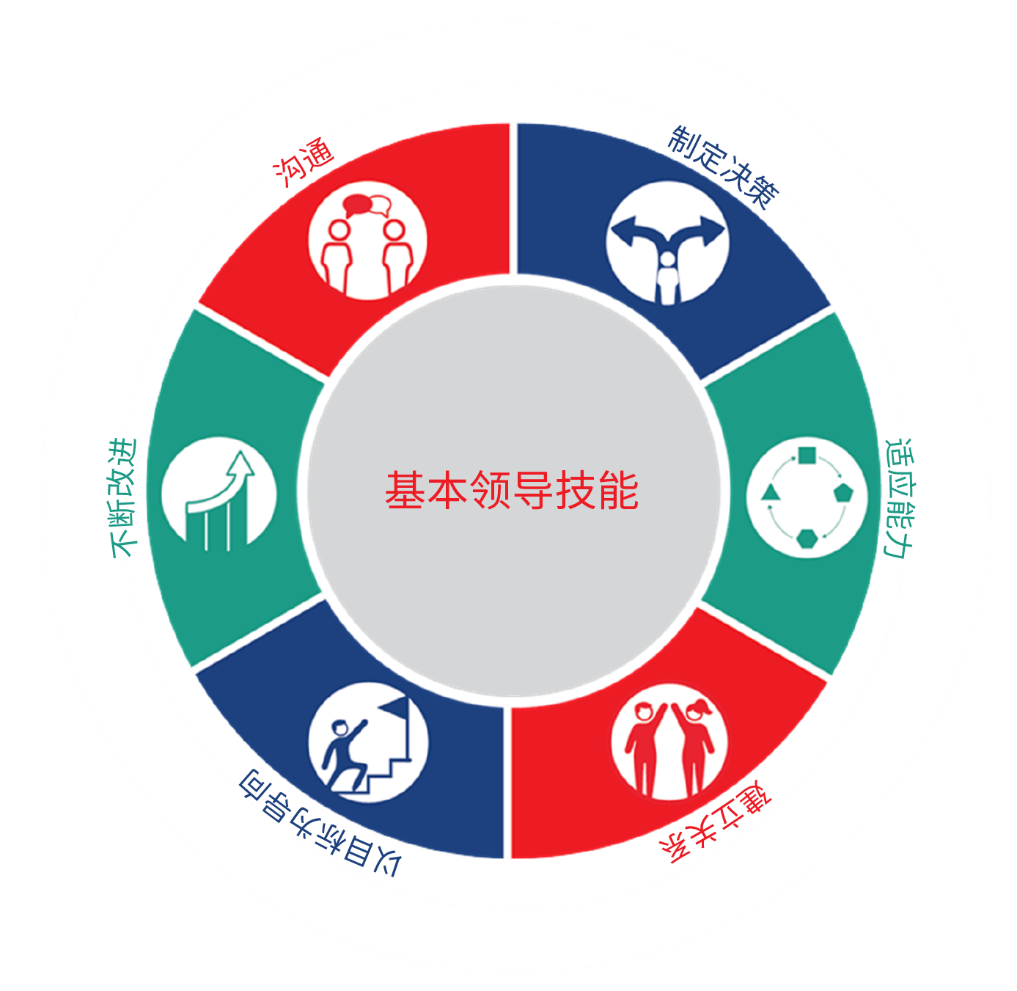 沟通
制定决策
适应能力
建立关系
以目标为导向
不断改进
基本领导技能